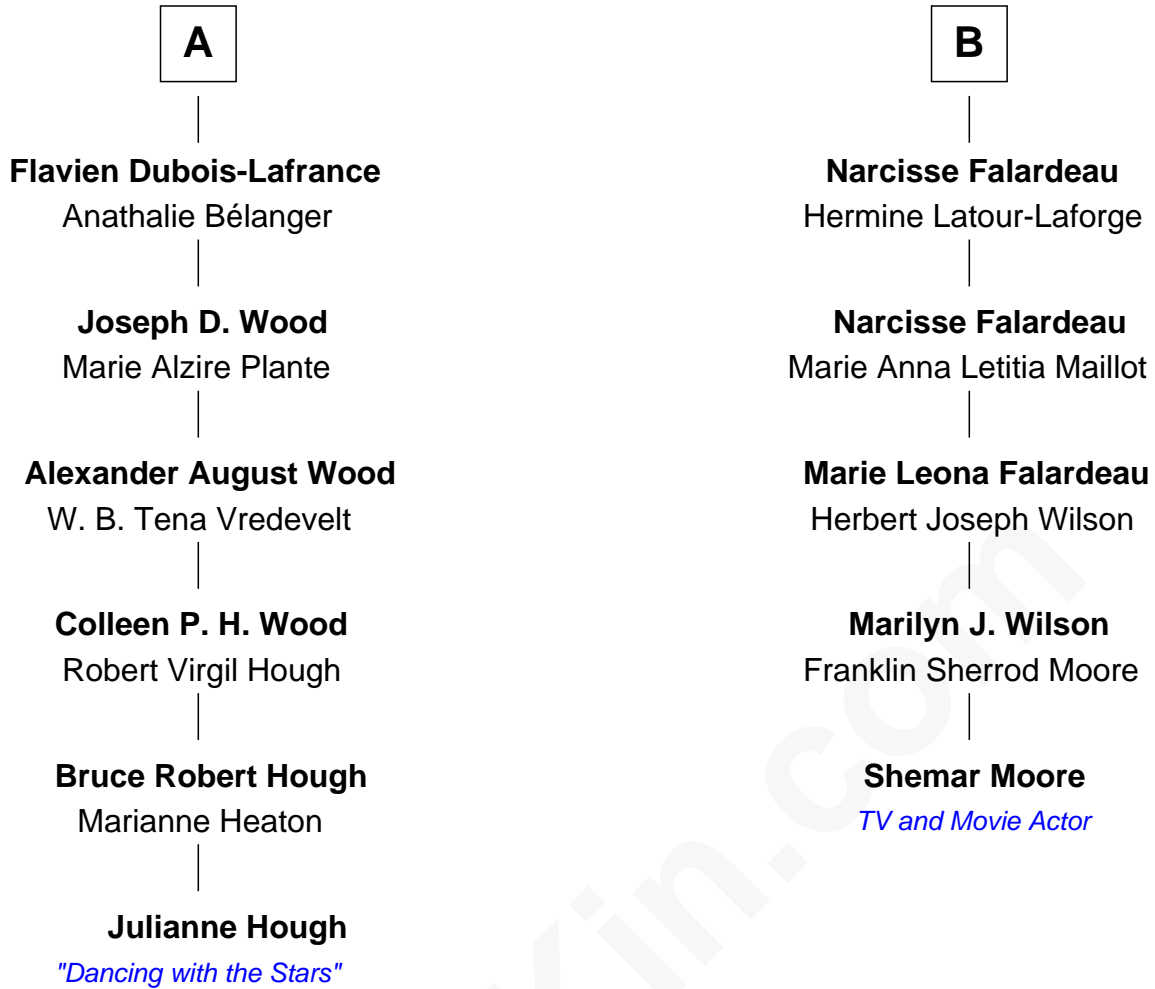 A
Flavien Dubois-Lafrance
Anathalie Bélanger
Joseph D. Wood
Marie Alzire Plante
Alexander August Wood
W. B. Tena Vredevelt
Colleen P. H. Wood
Robert Virgil Hough
Bruce Robert Hough
Marianne Heaton
Julianne Hough
"Dancing with the Stars"
B
Narcisse Falardeau
Hermine Latour-Laforge
Narcisse Falardeau
Marie Anna Letitia Maillot
Marie Leona Falardeau
Herbert Joseph Wilson
Marilyn J. Wilson
Franklin Sherrod Moore
Shemar Moore
TV and Movie Actor